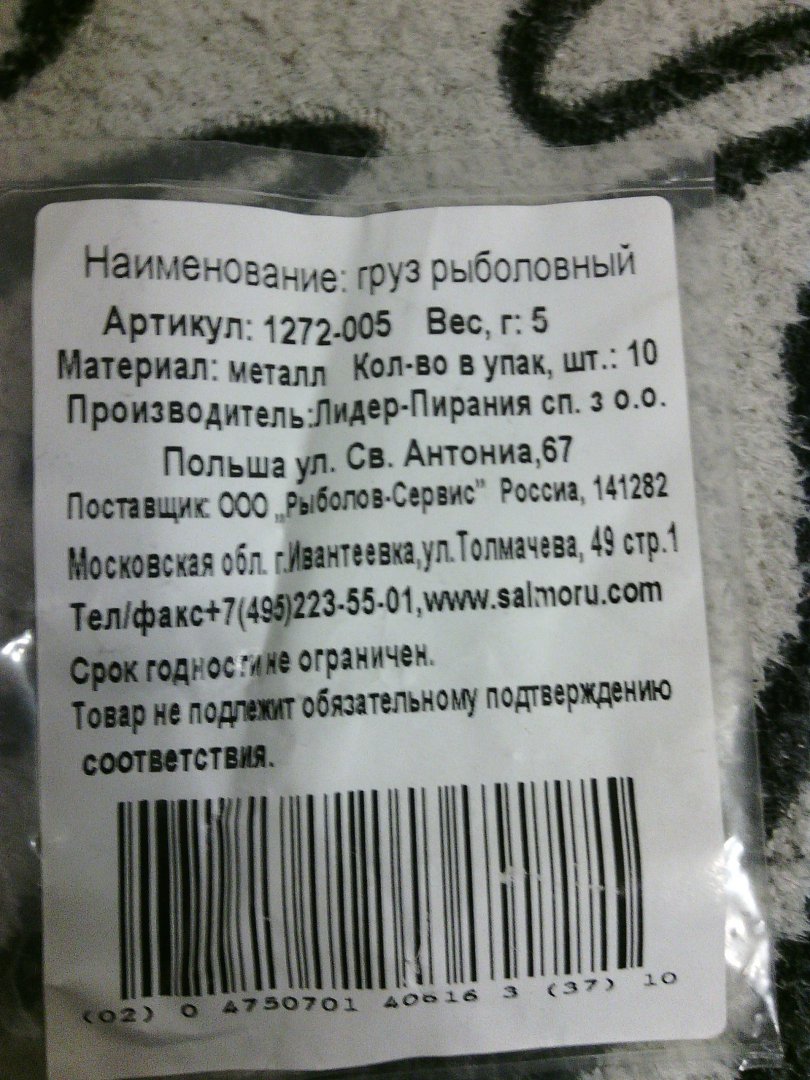 Наименование: груз рыболовный
Артикул: 1272-005 Вес, г: 5
Материал: металл Кол-во в упак, шт.: 10
Производитель:Лидер-Пирания сп. з о.о.
Польша ул. Св. Антониа,67
Поставщик: ООО „Рыболов-Сервис” Россиа, 141282
Московская обл. г.Ивантеевка,ул.Толмачева, 49 стр.1
Тел/факс+7(495)223-55-01,www.salmoru.com
Срок годности не ограничен.
Товар не подлежит обязательному подтверждению
соответствия.
(02) 0 4750701 40616 3 (37) 10